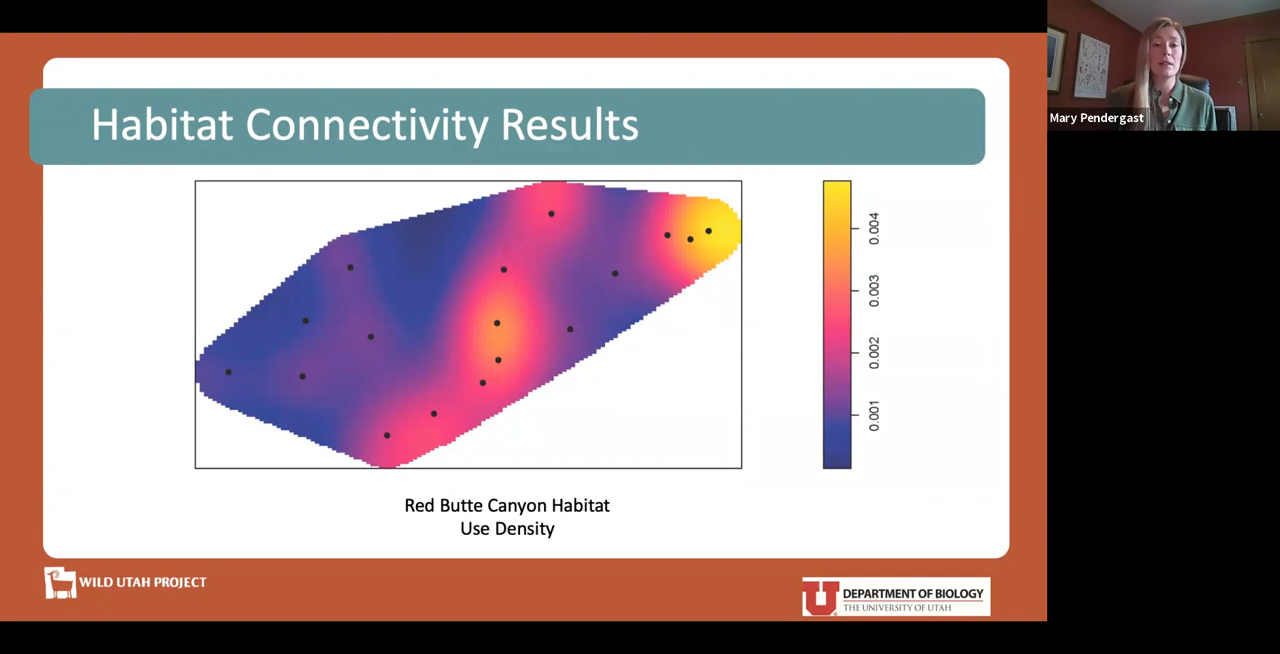 Habitat Connectivity Results
Mary Pendergast
0.004
0.003
0.002
0.001
Red Butte Canyon Habitat
Use Density
WILD UTAH PROJECT
U
DEPARTMENT OF BIOLOGY
THE UNIVERSITY OF UTAH